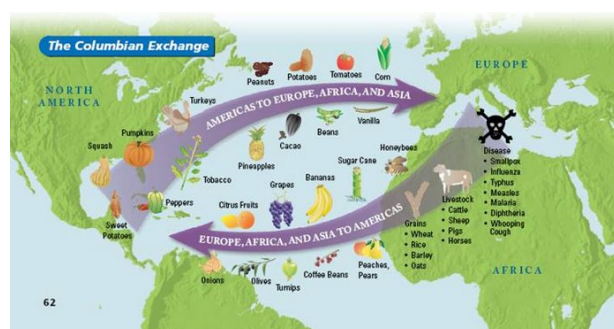 The Columbian Exchange
NORTH
AMERICA
EUROPE
AFRICA
AMERICAS TO EUROPE, AFRICA, AND ASIA
Squash
Pumpkins
Turkeys
Peanuts
Potatoes
Tomatoes
Corn
Sweet
Potatoes
Peppers
Tobacco
Pineapples
Cacao
Beans
Vanilla
EUROPE, AFRICA, AND ASIA TO AMERICAS
Citrus Fruits
Grapes
Bananas
Sugar Cane
Honeybees
Onions
Olives
Turnips
Coffee Beans
Peaches,
Pears
Grains
• Wheat
• Rice
• Barley
• Oats
Livestock
• Cattle
• Sheep
• Pigs
• Horses
Disease
• Smallpox
• Influenza
• Typhus
• Measles
• Malaria
• Diphtheria
• Whooping
Cough
62